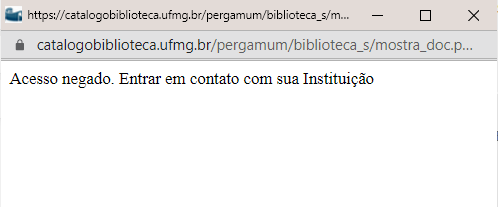 https://catalogobiblioteca.ufmg.br/pergamum/biblioteca_s/m...
catalogobiblioteca.ufmg.br/pergamum/biblioteca_s/mostra_doc.p...
Acesso negado. Entrar em contato com sua Instituição